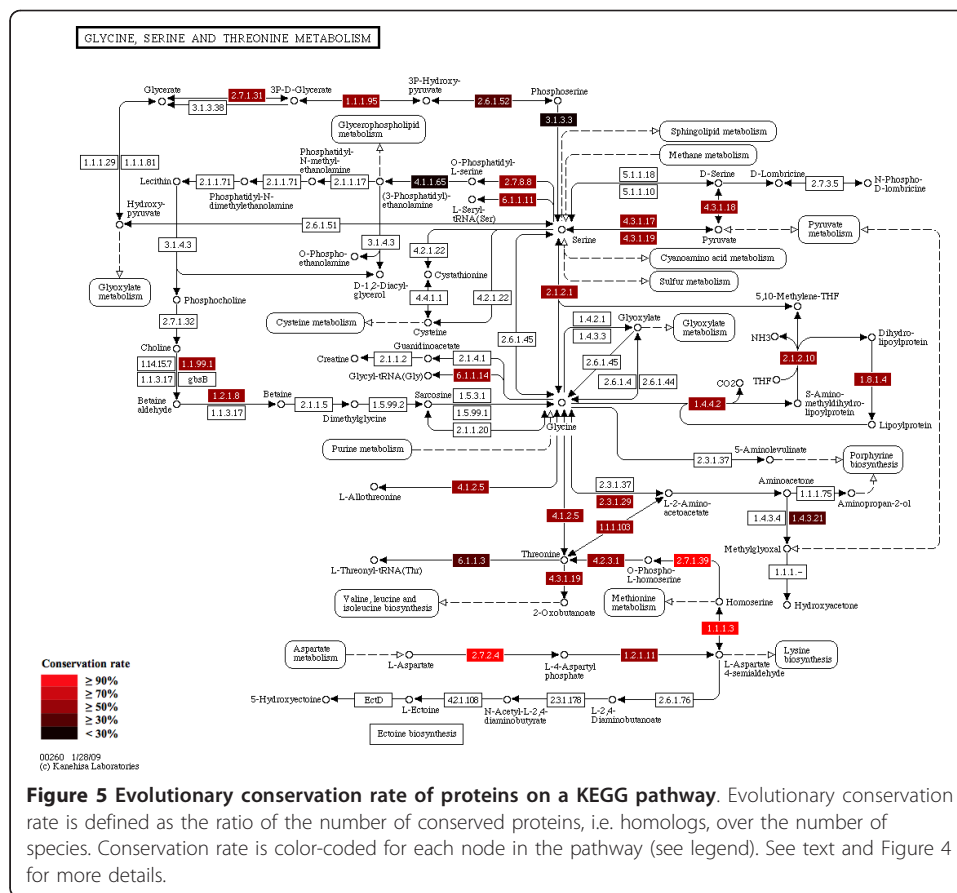 GLYCINE, SERINE AND THREONINE METABOLISM
Glycerate
2.7.1.31
3.1.3.38
3P-D-Glycerate
1.1.1.95
3P-Hydroxy-
pyruvate
2.6.1.52
Phosphoserine
3.1.3.3
Glycerophospholipid
metabolism
Sphingolipid metabolism
Methane metabolism
1.1.1.29
1.1.1.81
Lecithin
2.1.1.71
Phosphatidyl-N-
dimethylethanolamine
2.1.1.71
Phosphatidyl-
N-methyl-
ethanolamine
2.1.1.17
(3-Phosphatidyl)-
ethanolamine
4.1.1.65
O-Phosphatidyl-
L-serine
2.7.8.8
6.1.1.11
L-Seryl-
tRNA(Ser)
5.1.1.18
5.1.1.10
D-Serine
D-Lombricine
2.7.3.5
N-Phospho-
D-lombricine
4.3.1.18
4.3.1.17
4.3.1.19
Serine
Pyruvate
Pyruvate
metabolism
Hydroxy-
pyruvate
2.6.1.51
3.1.4.3
3.1.4.3
O-Phospho-
ethanolamine
D-1,2-Diacyl-
glycerol
4.2.1.22
Cystathionine
4.4.1.1
4.2.1.22
Cysteine
Cysteine metabolism
Cyanoamino acid metabolism
Sulfur metabolism
Glyoxylate
metabolism
Phosphocholine
2.7.1.32
Choline
1.14.15.7
1.1.99.1
1.1.3.17
gbsB
Betaine
aldehyde
1.2.1.8
1.1.3.17
Betaine
2.1.1.5
Dimethylglycine
1.5.99.2
Sarcosine
1.5.3.1
1.5.99.1
2.1.1.20
Creatine
2.1.1.2
Guanidinoacetate
2.1.4.1
Glycyl-tRNA(Gly)
6.1.1.14
2.6.1.45
2.1.2.1
1.4.2.1
1.4.3.3
Glyoxylate
Glyoxylate
metabolism
2.6.1.45
2.6.1.4
2.6.1.44
5,10-Methylene-THF
NH3
2.1.2.10
THF
CO2
Dihydro-
lipoylprotein
1.8.1.4
1.4.4.2
S-Amino-
methyldihydro-
lipoylprotein
Lipoylprotein
Glycine
Purine metabolism
2.3.1.37
5-Aminolevulinate
Porphyrine
biosynthesis
L-Allothreonine
4.1.2.5
4.1.2.5
2.3.1.37
2.3.1.29
1.1.1.103
L-2-Amino-
acetoacetate
Aminoacetone
1.1.1.75
Aminopropan-2-ol
1.4.3.4
1.4.3.21
Methylglyoxal
1.1.1.-
Hydroxyacetone
L-Threonyl-tRNA(Thr)
6.1.1.3
Threonine
4.2.3.1
O-Phospho-
L-homoserine
2.7.1.39
4.3.1.19
Valine, leucine and
isoleucine biosynthesis
2-Oxobutanoate
Methionine
metabolism
Homoserine
1.1.1.3
Aspartate
metabolism
L-Aspartate
2.7.2.4
L-4-Aspartyl
phosphate
1.2.1.11
L-Aspartate
4-semialdehyde
Lysine
biosynthesis
5-Hydroxyectoine
EctD
L-Ectoine
4.2.1.108
N-Acetyl-L-2,4-
diaminobutyrate
2.3.1.178
L-2,4-
Diaminobutanoate
2.6.1.76
Ectoine biosynthesis
Conservation rate
≥ 90%
≥ 70%
≥ 50%
≥ 30%
< 30%
00260 1/28/09
(c) Kanehisa Laboratories
Figure 5 Evolutionary conservation rate of proteins on a KEGG pathway. Evolutionary conservation
rate is defined as the ratio of the number of conserved proteins, i.e. homologs, over the number of
species. Conservation rate is color-coded for each node in the pathway (see legend). See text and Figure 4
for more details.